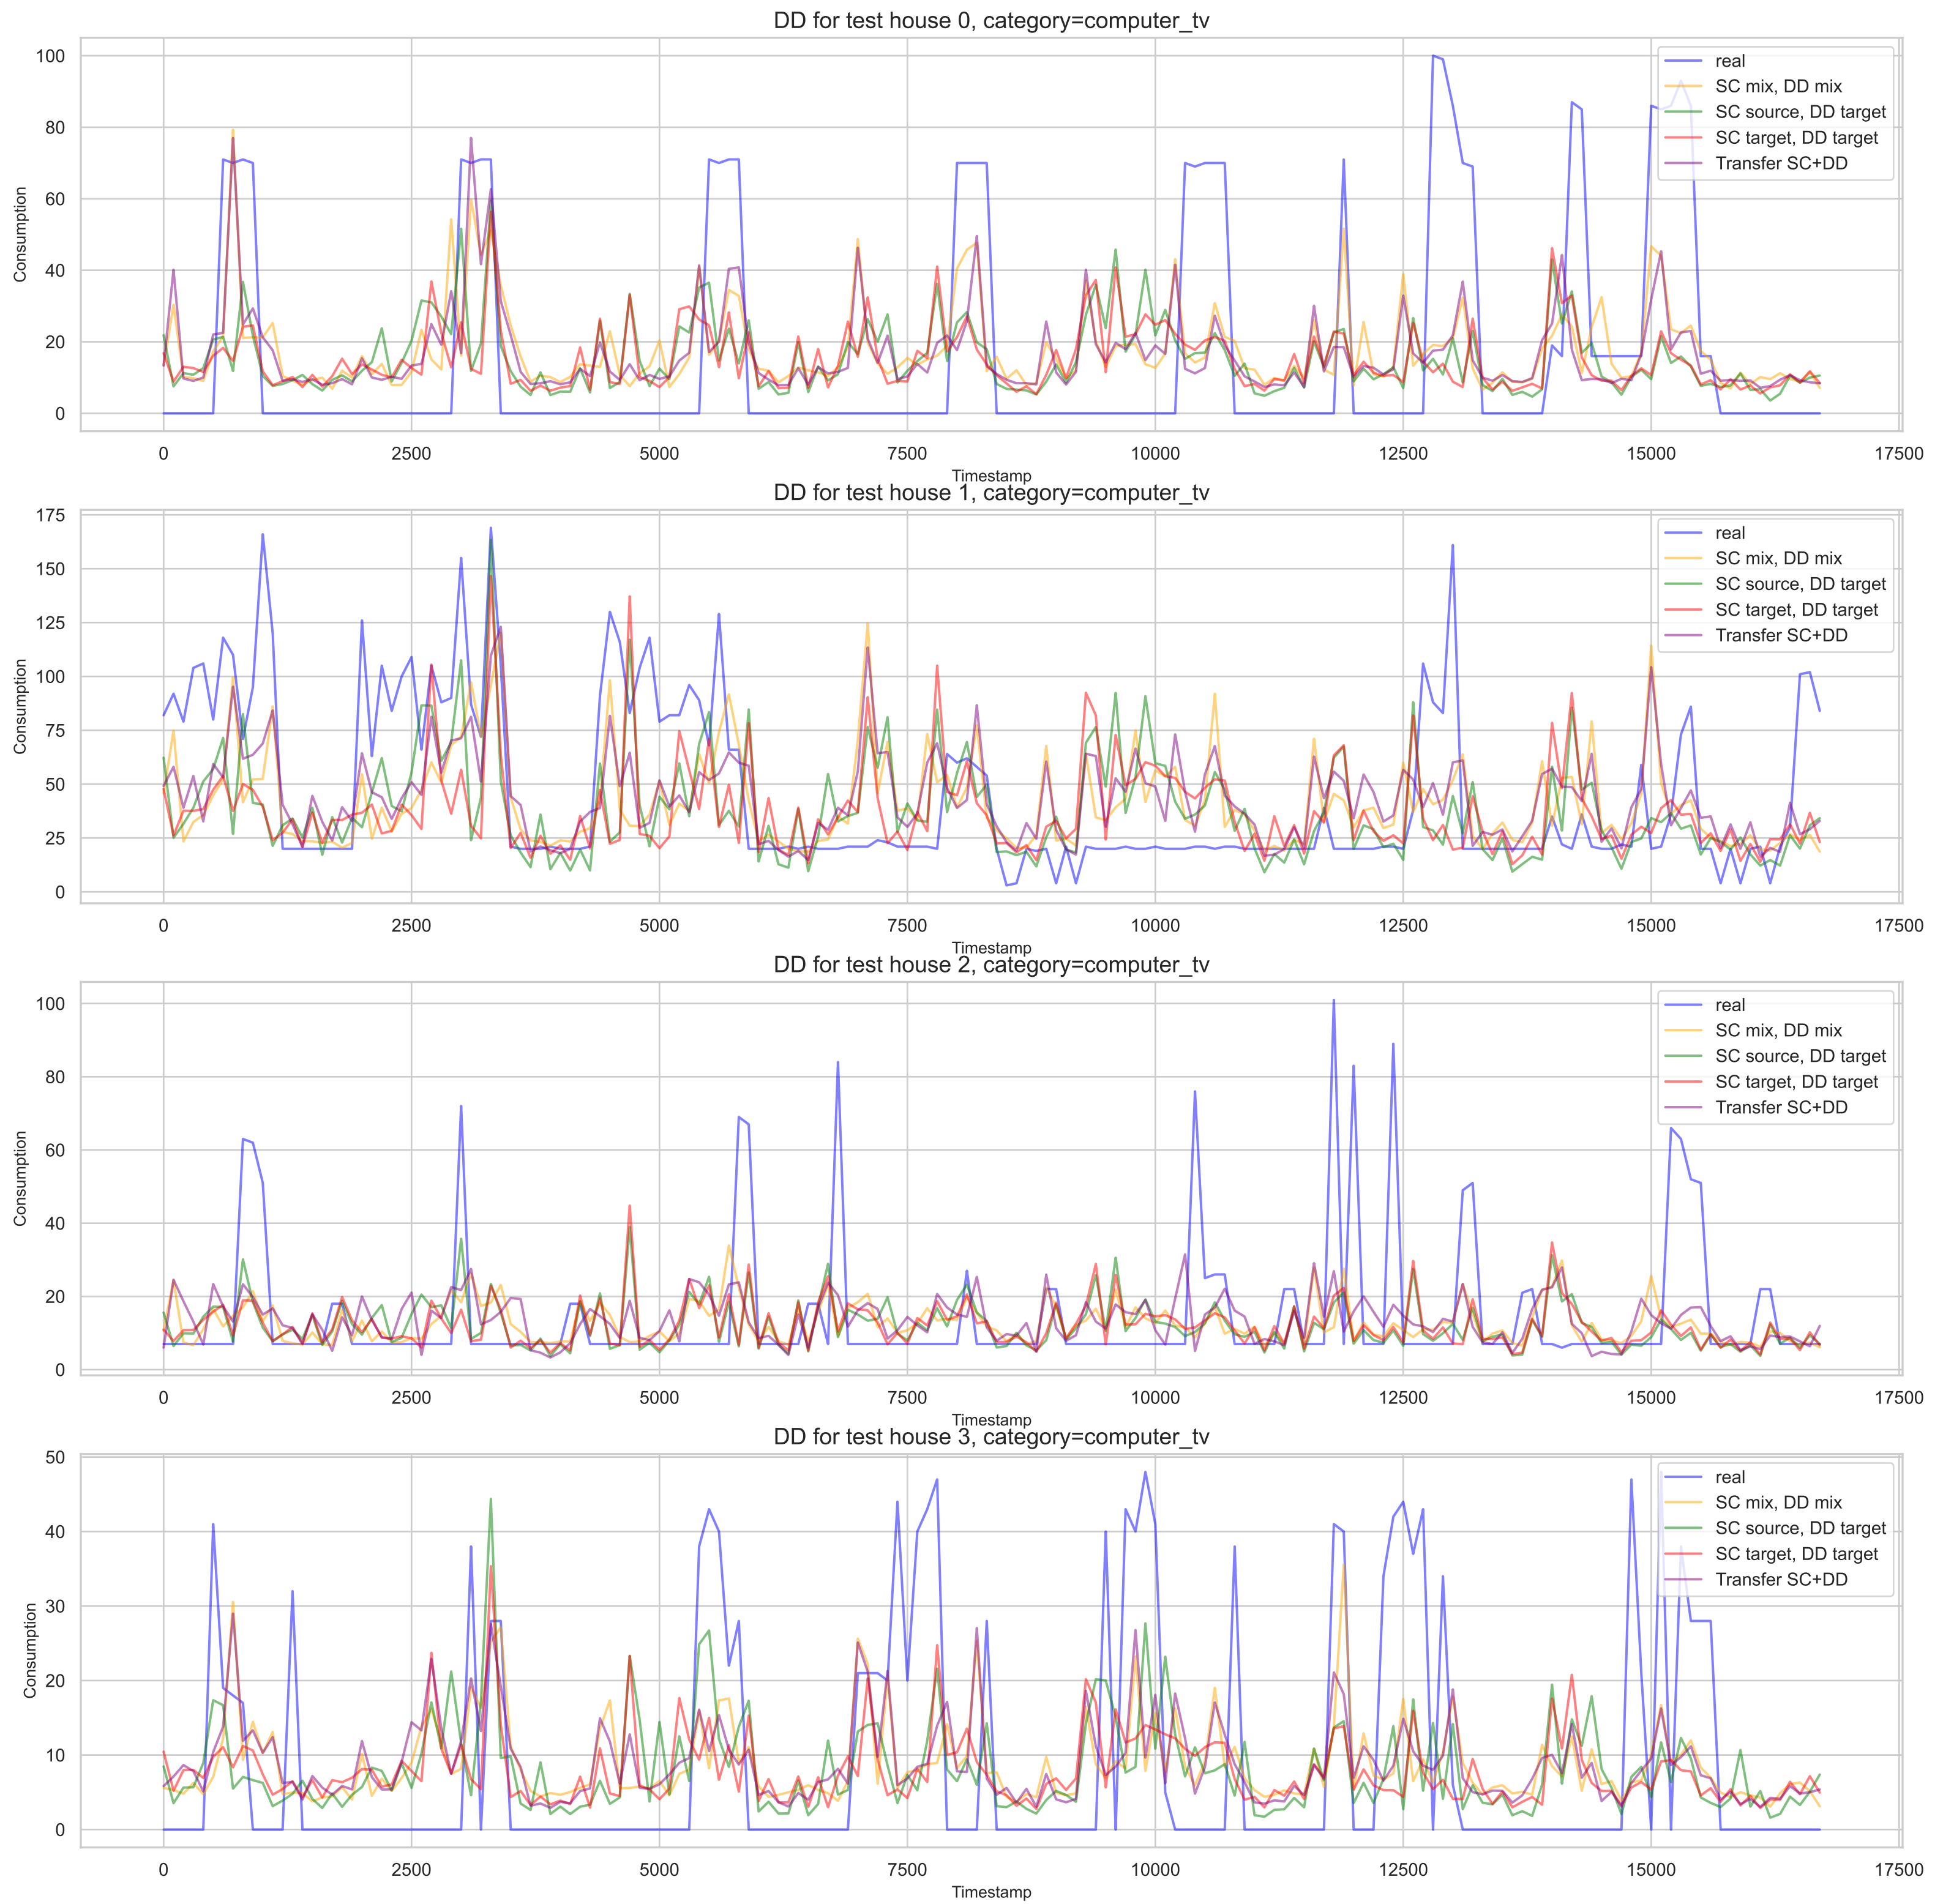 DD for test house 0, category=computer_tv
100
80
60
40
20
0
Consumption
real
SC mix, DD mix
SC source, DD target
SC target, DD target
Transfer SC+DD
0 2500 5000 7500 10000 12500 15000 17500
Timestamp
DD for test house 1, category=computer_tv
175
150
125
100
75
50
25
0
Consumption
real
SC mix, DD mix
SC source, DD target
SC target, DD target
Transfer SC+DD
0 2500 5000 7500 10000 12500 15000 17500
Timestamp
DD for test house 2, category=computer_tv
100
80
60
40
20
0
Consumption
real
SC mix, DD mix
SC source, DD target
SC target, DD target
Transfer SC+DD
0 2500 5000 7500 10000 12500 15000 17500
Timestamp
DD for test house 3, category=computer_tv
50
40
30
20
10
0
Consumption
real
SC mix, DD mix
SC source, DD target
SC target, DD target
Transfer SC+DD
0 2500 5000 7500 10000 12500 15000 17500
Timestamp